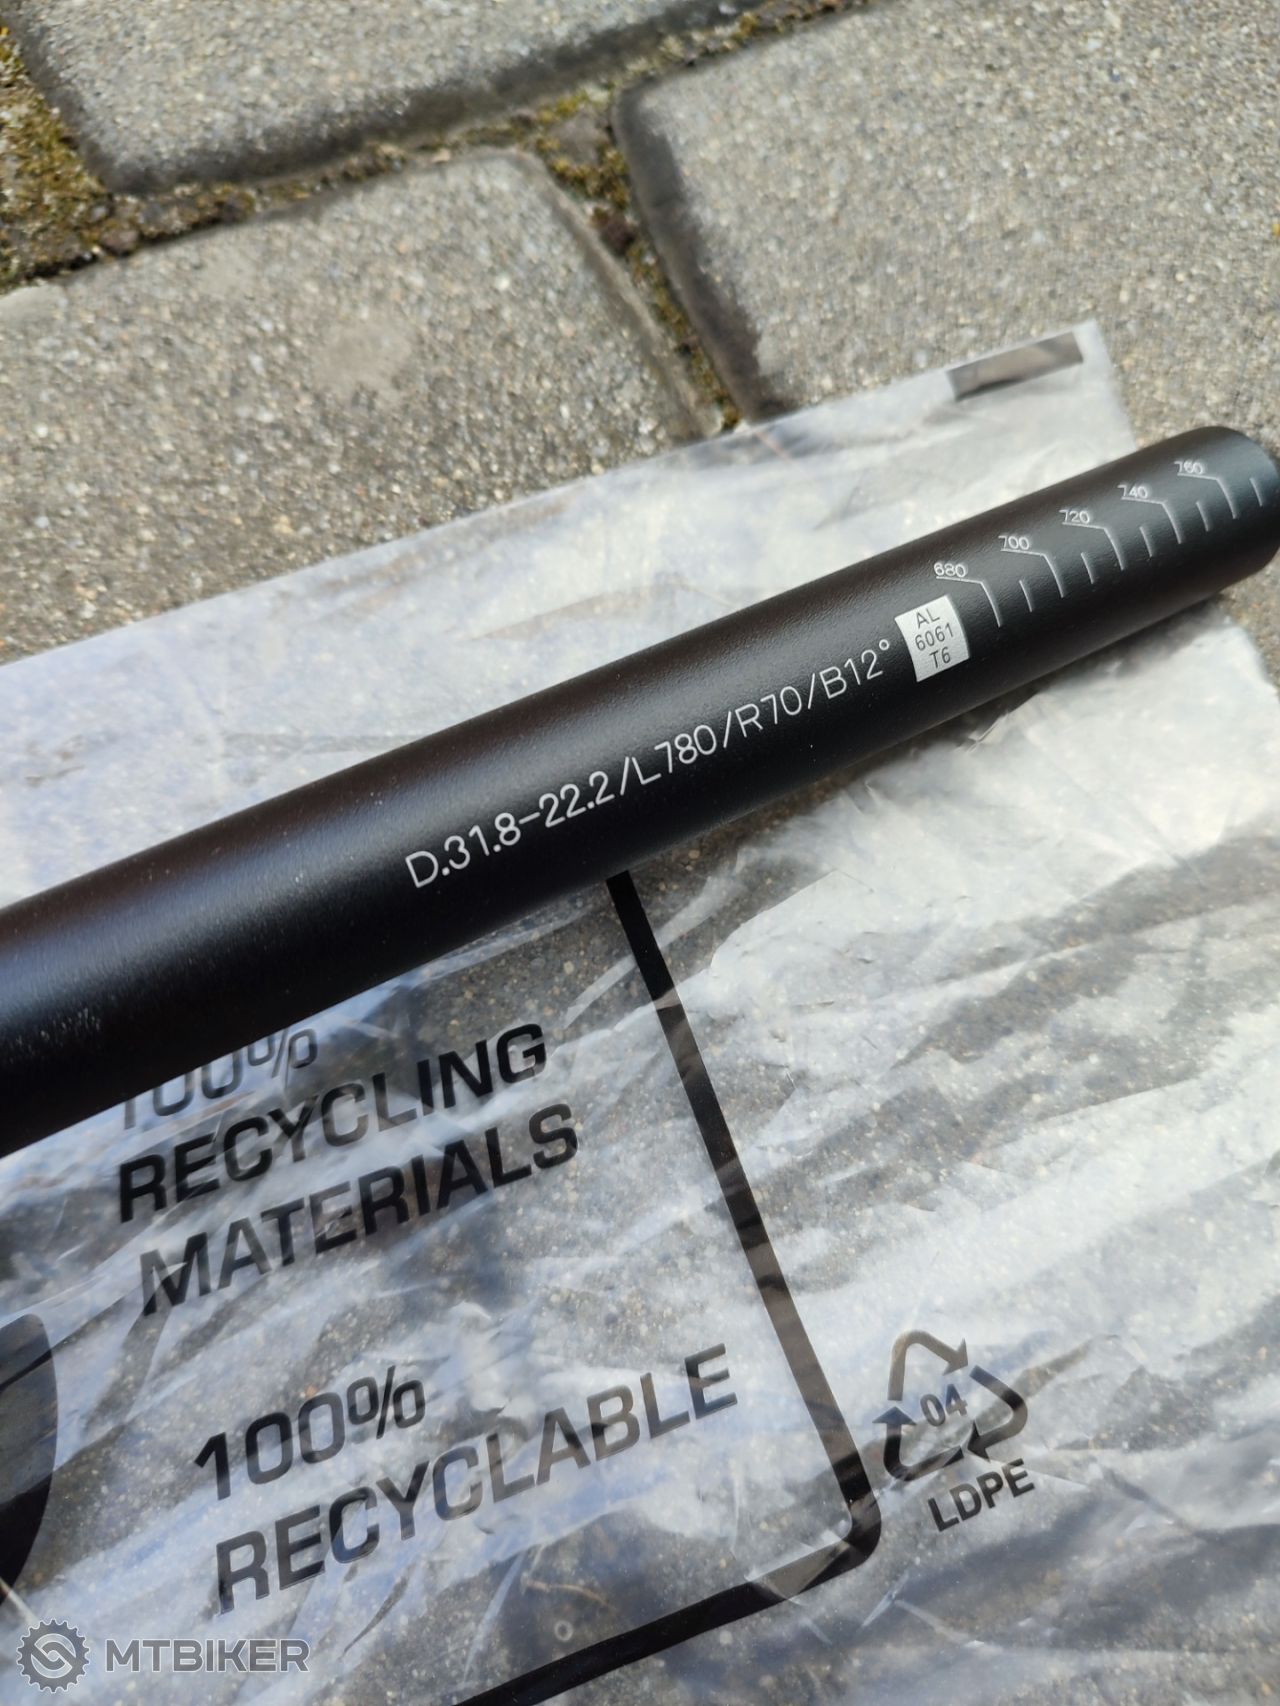 760
740
720
700
680
AL
6061
T6
D.31.8-22.2/L780/R70/B12°
100%
RECYCLING
MATERIALS
100%
RECYCLABLE
04
LDPE
MTBIKER